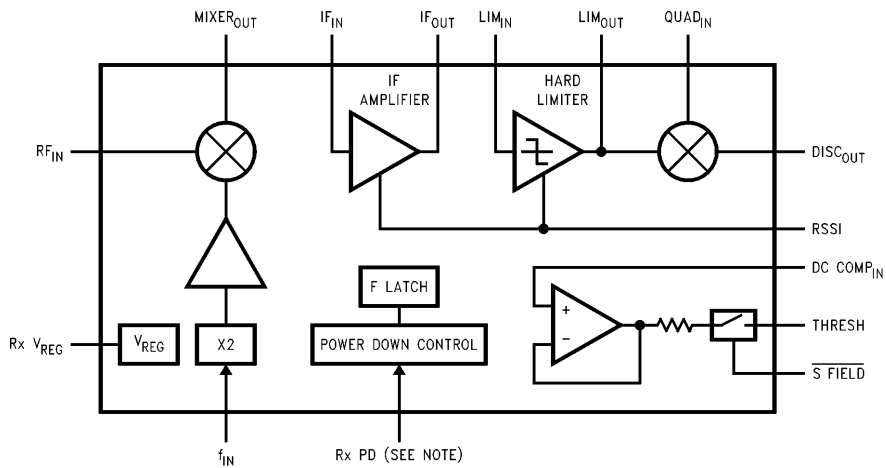 MIXER_OUT IF_IN IF_OUT LIM_IN LIM_OUT QUAD_IN
IF
AMPLIFIER
HARD
LIMITER
RF_IN
DISC_OUT
RSSI
DC COMP_IN
F LATCH
+
THRESH
Rx V_REG
V_REG
X2
POWER DOWN CONTROL
−
S FIELD
f_IN
Rx PD (SEE NOTE)